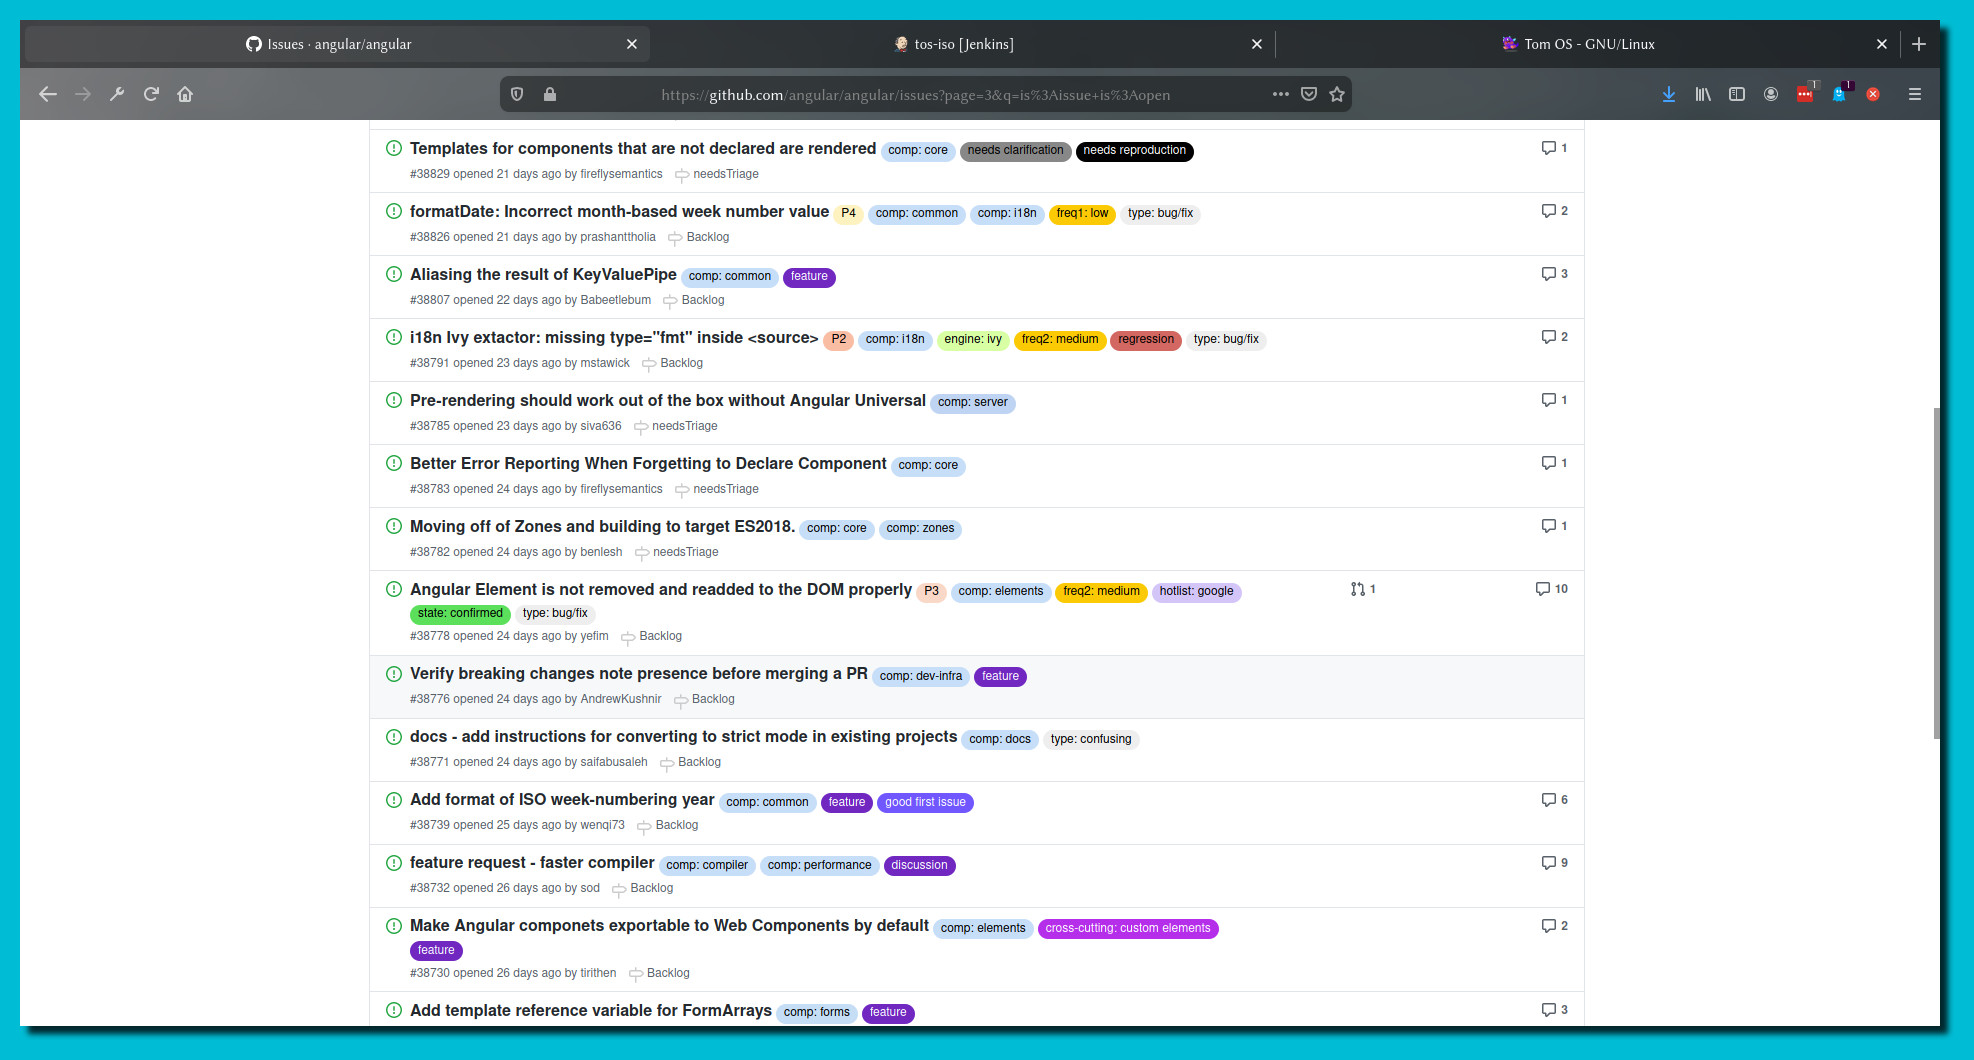 Issues · angular/angular
tos-iso [Jenkins]
Tom OS - GNU/Linux
https://github.com/angular/angular/issues?page=3&q=is%3Aissue+is%3Aopen
1
1
Templates for components that are not declared are rendered comp: core needs clarification needs reproduction 1
#38829 opened 21 days ago by fireflysemantics needsTriage
formatDate: Incorrect month-based week number value P4 comp: common comp: i18n freq1: low type: bug/fix 2
#38826 opened 21 days ago by prashanttholia Backlog
Aliasing the result of KeyValuePipe comp: common feature 3
#38807 opened 22 days ago by Babeetlebum Backlog
i18n Ivy extactor: missing type="fmt" inside <source> P2 comp: i18n engine: ivy freq2: medium regression type: bug/fix 2
#38791 opened 23 days ago by mstawick Backlog
Pre-rendering should work out of the box without Angular Universal comp: server 1
#38785 opened 23 days ago by siva636 needsTriage
Better Error Reporting When Forgetting to Declare Component comp: core 1
#38783 opened 24 days ago by fireflysemantics needsTriage
Moving off of Zones and building to target ES2018. comp: core comp: zones 1
#38782 opened 24 days ago by benlesh needsTriage
Angular Element is not removed and readded to the DOM properly P3 comp: elements freq2: medium hotlist: google 1 10
state: confirmed type: bug/fix
#38778 opened 24 days ago by yefim Backlog
Verify breaking changes note presence before merging a PR comp: dev-infra feature
#38776 opened 24 days ago by AndrewKushnir Backlog
docs - add instructions for converting to strict mode in existing projects comp: docs type: confusing
#38771 opened 24 days ago by saifabusaleh Backlog
Add format of ISO week-numbering year comp: common feature good first issue 6
#38739 opened 25 days ago by wenqi73 Backlog
feature request - faster compiler comp: compiler comp: performance discussion 9
#38732 opened 26 days ago by sod Backlog
Make Angular componets exportable to Web Components by default comp: elements cross-cutting: custom elements 2
feature
#38730 opened 26 days ago by tirithen Backlog
Add template reference variable for FormArrays comp: forms feature 3